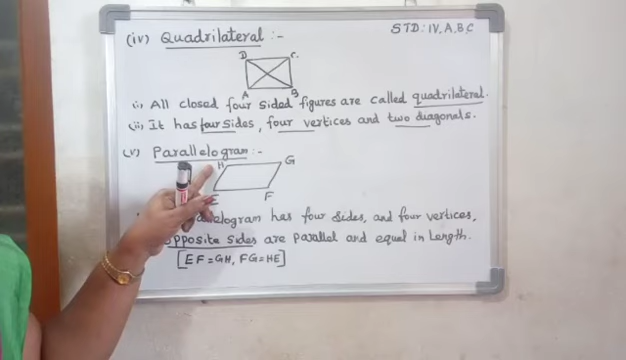 (iv) Quadrilateral :- STD: IV, A, B, C
D C
A B
(i) All closed four sided figures are called quadrilateral.
(ii) It has four sides, four vertices and two diagonals.
(v) Parallelogram :-
H G
E F
has four sides, and four vertices,
opposite sides are parallel and equal in length.
[EF=GH, FG=HE]